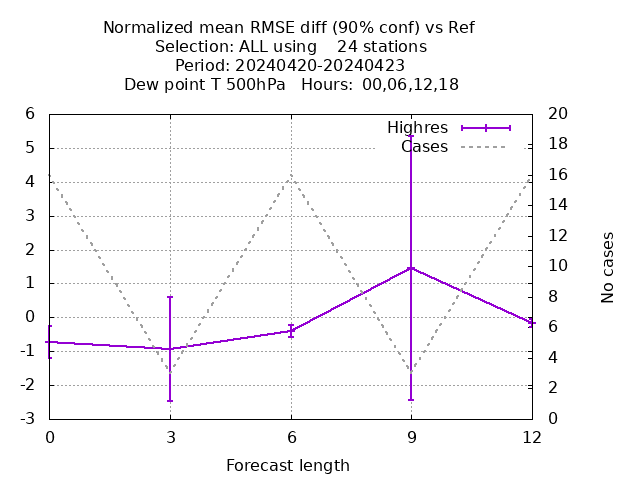 Normalized mean RMSE diff (90% conf) vs Ref
Selection: ALL using    24 stations
Period: 20240420-20240423
Dew point T 500hPa   Hours:  00,06,12,18
Highres
Cases
6
5
4
3
2
1
0
-1
-2
-3
20
18
16
14
12
10
8
6
4
2
0
No cases
0 3 6 9 12
Forecast length